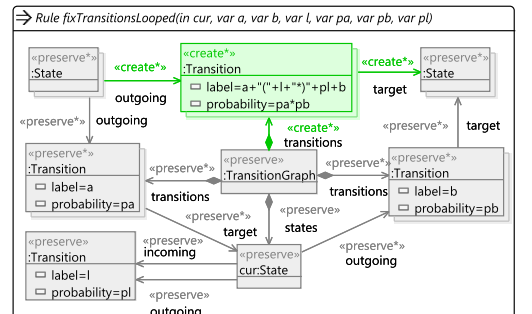 Rule fixTransitionsLooped(in cur, var a, var b, var l, var pa, var pb, var pl)
«preserve*»
:State
«create*»
outgoing
«create*»
:Transition
label=a+"("+l+"*)"+pl+b
probability=pa*pb
«create*»
target
«preserve*»
:State
«preserve*»
outgoing
«create*»
transitions
«preserve*»
target
«preserve*»
:Transition
label=a
probability=pa
«preserve*»
transitions
«preserve»
:TransitionGraph
«preserve*»
transitions
«preserve*»
:Transition
label=b
probability=pb
«preserve*»
target
«preserve»
states
«preserve*»
outgoing
«preserve»
:Transition
label=l
probability=pl
«preserve»
incoming
«preserve»
cur:State
«preserve»
outgoing